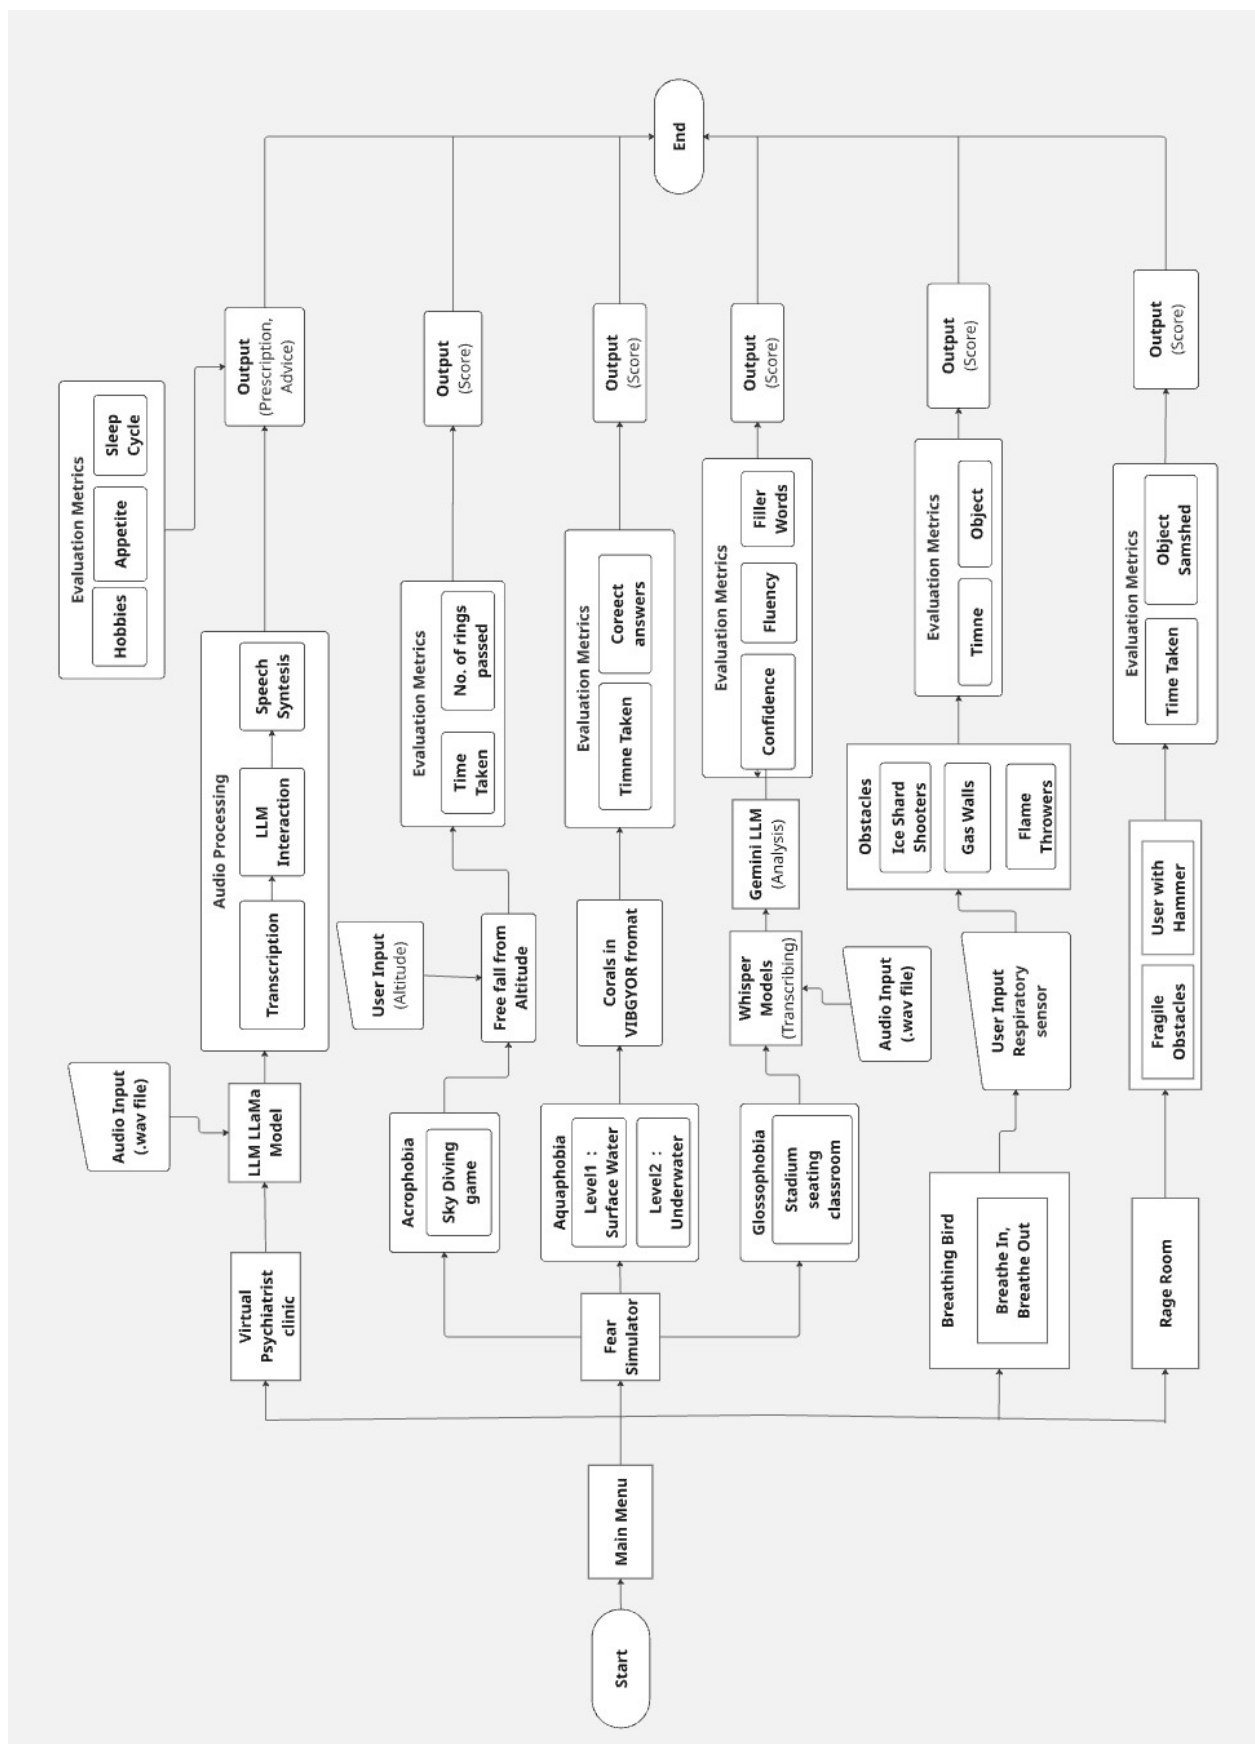 Start
Main Menu
Virtual
Psychiatrist
clinic
Audio Input
(.wav file)
LLM LLaMa
Model
Audio Processing
Transcription
LLM
Interaction
Speech
Syntesis
Evaluation Metrics
Hobbies
Appetite
Sleep
Cycle
Output
(Prescription,
Advice)
Fear
Simulator
Acrophobia
Sky Diving
game
User Input
(Altitude)
Free fall from
Altitude
Evaluation Metrics
Time
Taken
No. of rings
passed
Output
(Score)
Aquaphobia
Level1 :
Surface Water
Level2 :
Underwater
Corals in
VIBGYOR fromat
Evaluation Metrics
Timne Taken
Coreect
answers
Output
(Score)
Glossophobia
Stadium
seating
classroom
Whisper
Models
(Transcribing)
Audio Input
(.wav file)
Gemini LLM
(Analysis)
Evaluation Metrics
Confidence
Fluency
Filler
Words
Output
(Score)
Breathing Bird
Breathe In,
Breathe Out
User Input
Respiratory
sensor
Obstacles
Ice Shard
Shooters
Gas Walls
Flame
Throwers
Evaluation Metrics
Timne
Object
Output
(Score)
Rage Room
Fragile
Obstacles
User with
Hammer
Evaluation Metrics
Time Taken
Object
Samshed
Output
(Score)
End